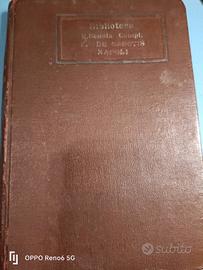 Biblioteca
R. Scuola Compl.
F. DE SANCTIS
NAPOLI
OPPO Reno6 5G
subito